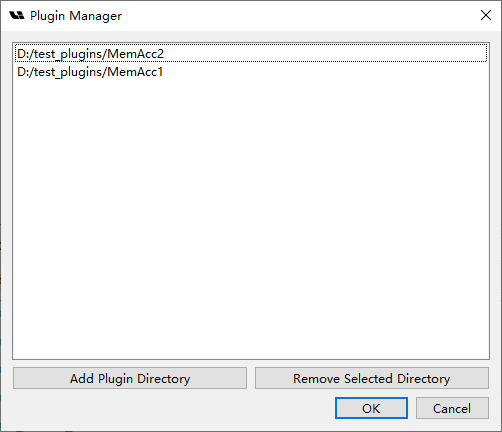 Plugin Manager
D:/test_plugins/MemAcc2
D:/test_plugins/MemAcc1
Add Plugin Directory
Remove Selected Directory
OK
Cancel